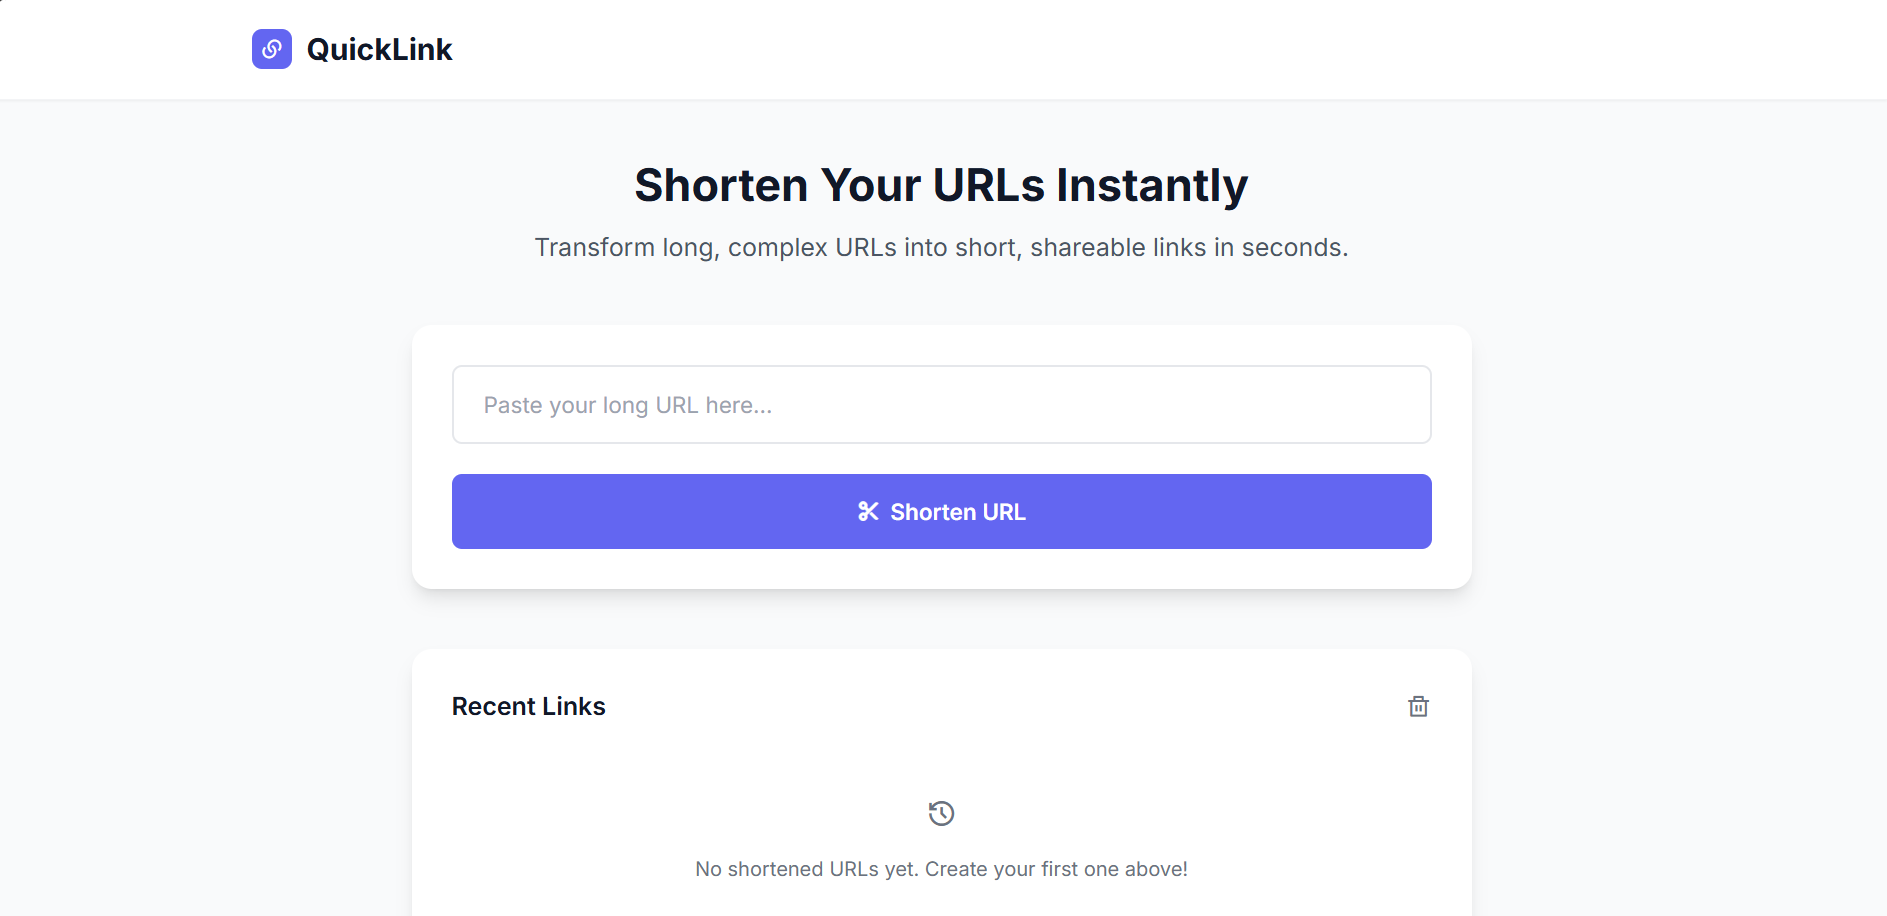 QuickLink
Shorten Your URLs Instantly
Transform long, complex URLs into short, shareable links in seconds.
Paste your long URL here...
Shorten URL
Recent Links
No shortened URLs yet. Create your first one above!